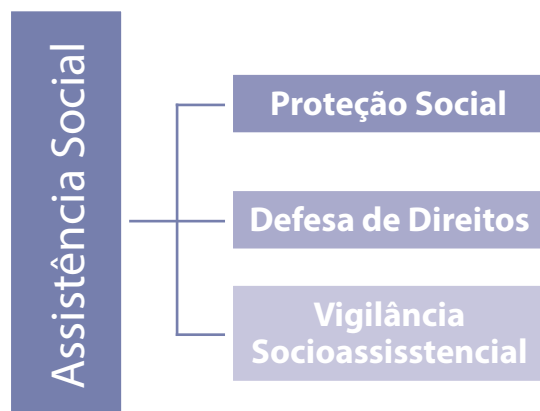 Assistência Social
Proteção Social
Defesa de Direitos
Vigilância
Socioassisstencial